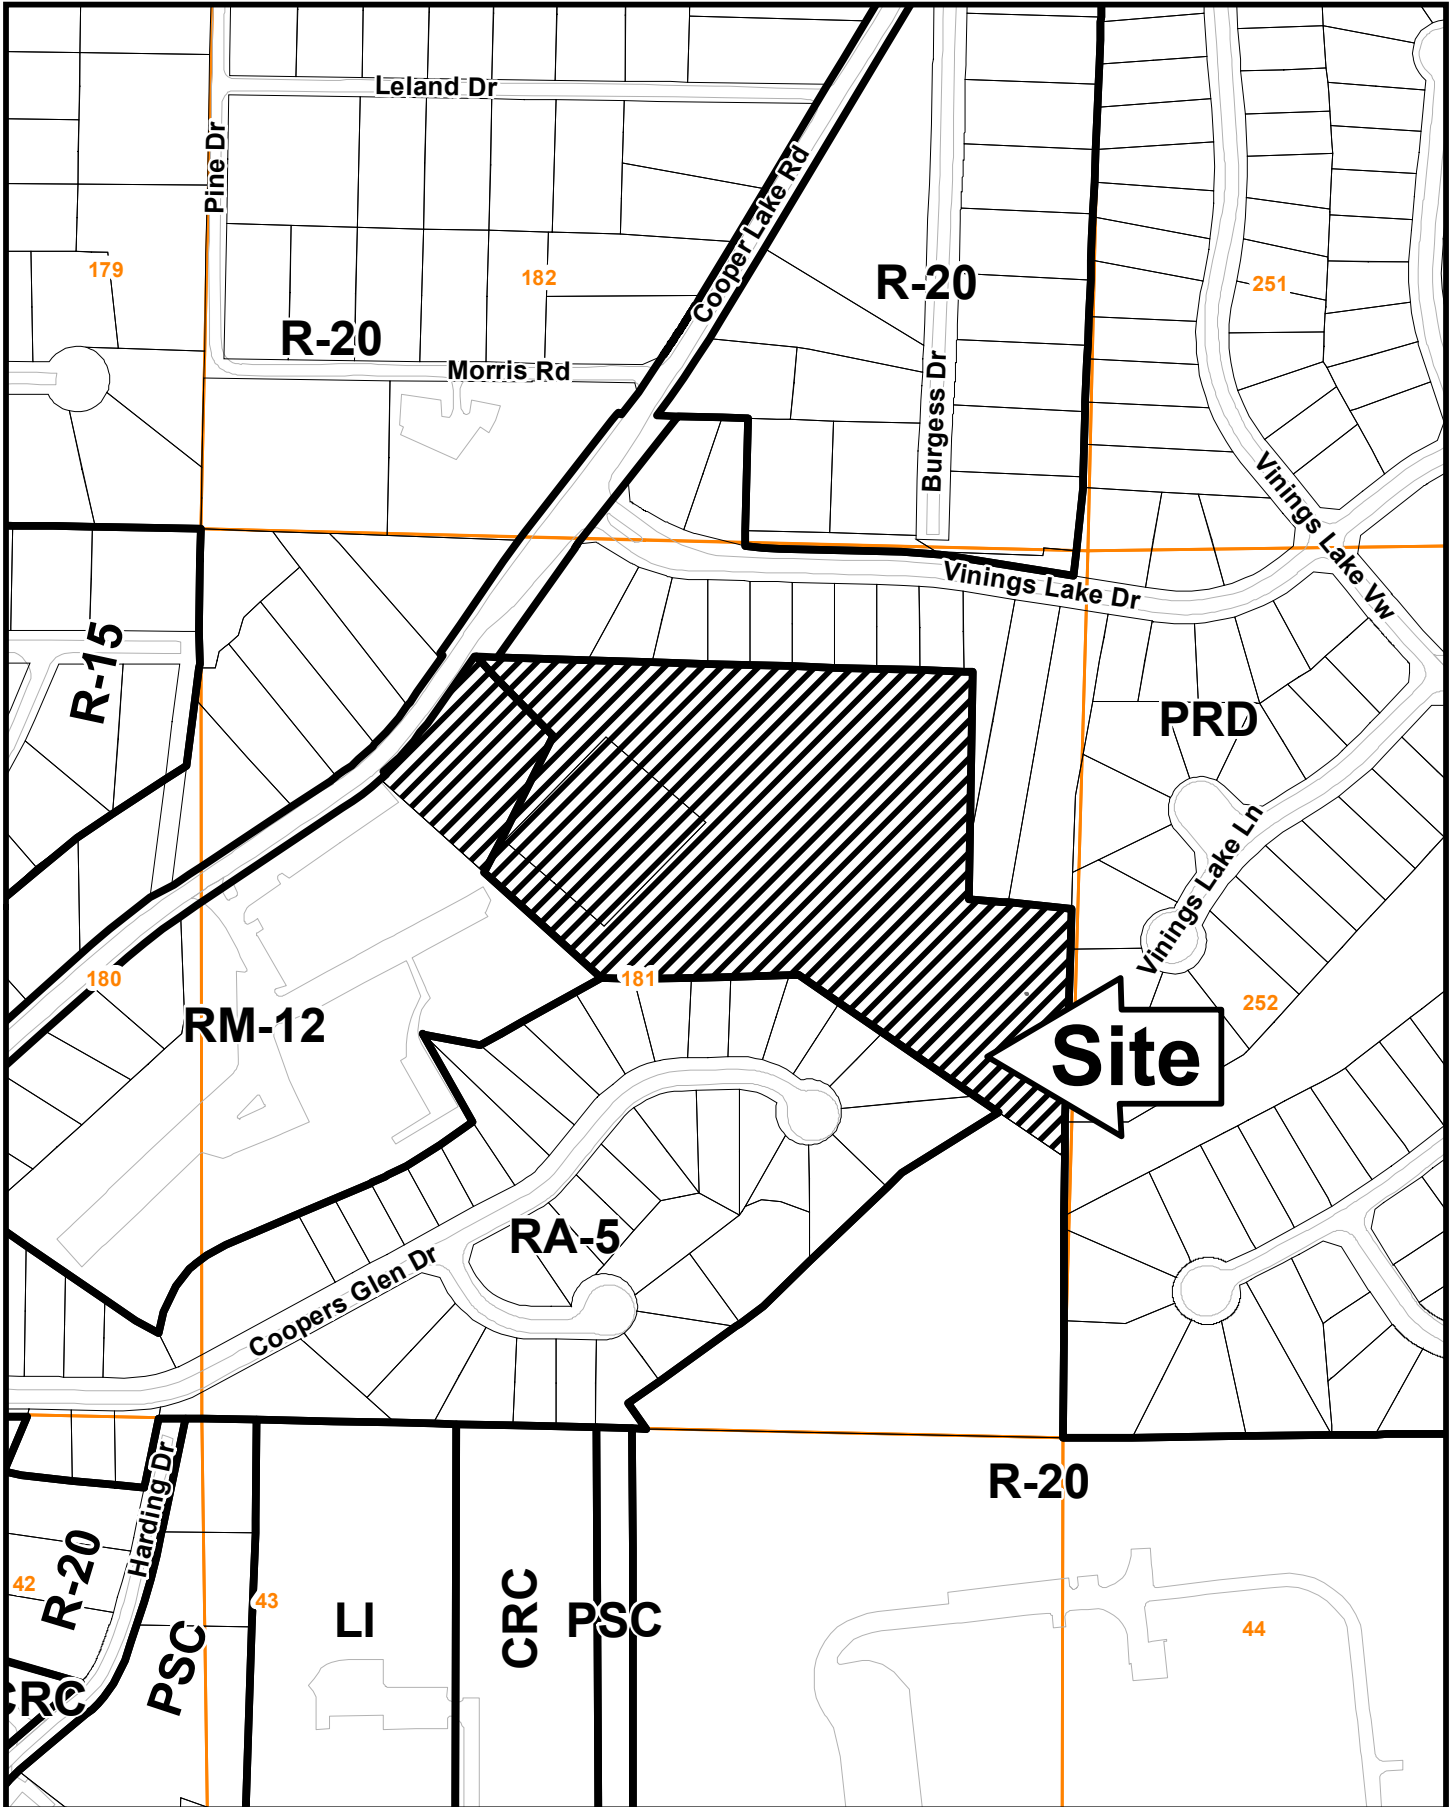 Leland Dr
Pine Dr
Cooper Lake Rd
179
182
R-20
251
R-20
Morris Rd
Burgess Dr
Vinings Lake Vw
Vinings Lake Dr
R-15
PRD
Vinings Lake Ln
180
181
252
RM-12
Site
RA-5
Coopers Glen Dr
R-20
Harding Dr
R-20
42
43
PSC
LI
CRC
PSC
44
CRC